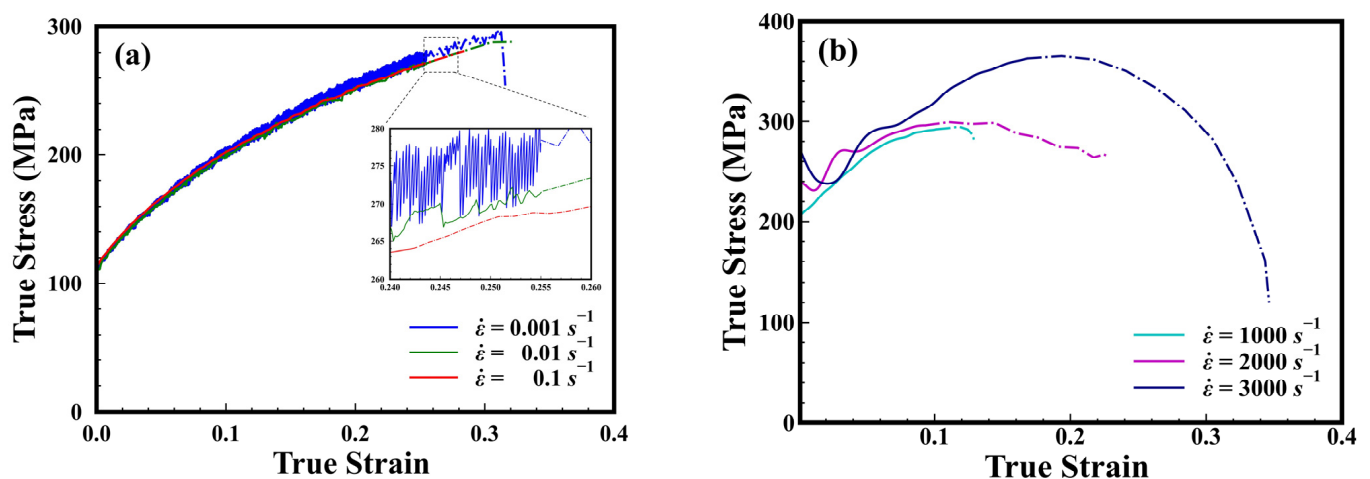 (a)
True Stress (MPa)
300
200
100
0
0.0 0.1 0.2 0.3 0.4
True Strain
280
275
270
265
260
0.240 0.245 0.250 0.255 0.260
ε̇ = 0.001 s⁻¹
ε̇ = 0.01 s⁻¹
ε̇ = 0.1 s⁻¹
(b)
True Stress (MPa)
400
300
200
100
0
0.1 0.2 0.3 0.4
True Strain
ε̇ = 1000 s⁻¹
ε̇ = 2000 s⁻¹
ε̇ = 3000 s⁻¹